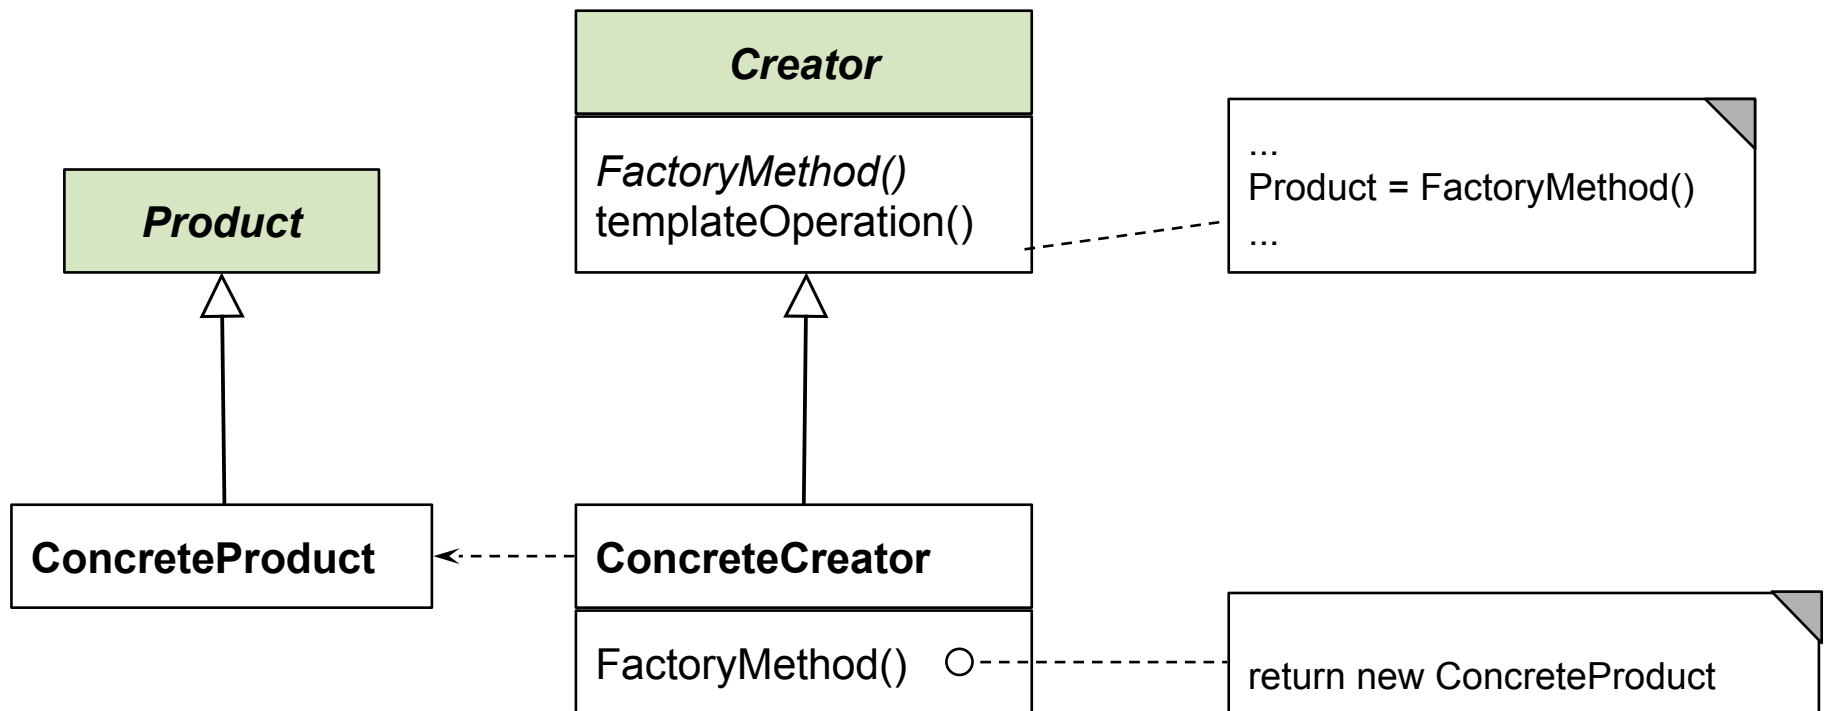 Creator
FactoryMethod()
templateOperation()
...
Product = FactoryMethod()
...
Product
ConcreteProduct
ConcreteCreator
FactoryMethod()
return new ConcreteProduct